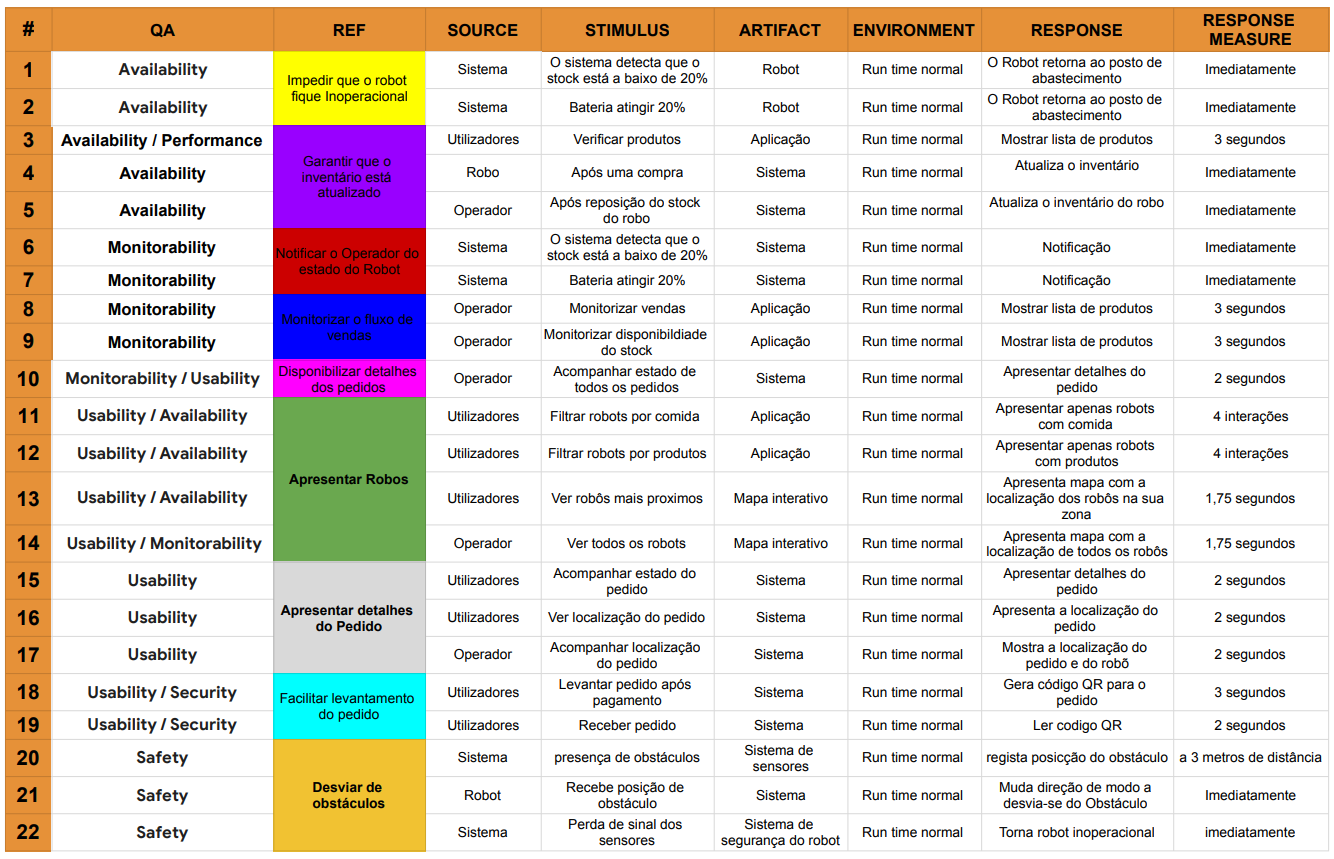 # QA REF SOURCE STIMULUS ARTIFACT ENVIRONMENT RESPONSE RESPONSE
MEASURE
1 Availability Impedir que o robot
fique Inoperacional Sistema O sistema detecta que o
stock está a baixo de 20% Robot Run time normal O Robot retorna ao posto de
abastecimento Imediatamente
2 Availability Sistema Bateria atingir 20% Robot Run time normal O Robot retorna ao posto de
abastecimento Imediatamente
3 Availability / Performance Garantir que o
inventário está
atualizado Utilizadores Verificar produtos Aplicação Run time normal Mostrar lista de produtos 3 segundos
4 Availability Robo Após uma compra Sistema Run time normal Atualiza o inventário Imediatamente
5 Availability Operador Após reposição do stock
do robo Sistema Run time normal Atualiza o inventário do robo Imediatamente
6 Monitorability Notificar o Operador do
estado do Robot Sistema O sistema detecta que o
stock está a baixo de 20% Sistema Run time normal Notificação Imediatamente
7 Monitorability Sistema Bateria atingir 20% Sistema Run time normal Notificação Imediatamente
8 Monitorability Monitorizar o fluxo de
vendas Operador Monitorizar vendas Aplicação Run time normal Mostrar lista de produtos 3 segundos
9 Monitorability Operador Monitorizar disponibildiade
do stock Aplicação Run time normal Mostrar lista de produtos 3 segundos
10 Monitorability / Usability Disponibilizar detalhes
dos pedidos Operador Acompanhar estado de
todos os pedidos Sistema Run time normal Apresentar detalhes do
pedido 2 segundos
11 Usability / Availability Apresentar Robos Utilizadores Filtrar robots por comida Aplicação Run time normal Apresentar apenas robots
com comida 4 interações
12 Usability / Availability Utilizadores Filtrar robots por produtos Aplicação Run time normal Apresentar apenas robots
com produtos 4 interações
13 Usability / Availability Utilizadores Ver robôs mais proximos Mapa interativo Run time normal Apresenta mapa com a
localização dos robôs na sua
zona 1,75 segundos
14 Usability / Monitorability Operador Ver todos os robots Mapa interativo Run time normal Apresenta mapa com a
localização de todos os robôs 1,75 segundos
15 Usability Apresentar detalhes
do Pedido Utilizadores Acompanhar estado do
pedido Sistema Run time normal Apresentar detalhes do
pedido 2 segundos
16 Usability Utilizadores Ver localização do pedido Sistema Run time normal Apresenta a localização do
pedido 2 segundos
17 Usability Operador Acompanhar localização
do pedido Sistema Run time normal Mostra a localização do
pedido e do robõ 2 segundos
18 Usability / Security Facilitar levantamento
do pedido Utilizadores Levantar pedido após
pagamento Sistema Run time normal Gera código QR para o
pedido 3 segundos
19 Usability / Security Utilizadores Receber pedido Sistema Run time normal Ler codigo QR 2 segundos
20 Safety Desviar de
obstáculos Sistema presença de obstáculos Sistema de
sensores Run time normal regista posicção do obstáculo a 3 metros de distância
21 Safety Robot Recebe posição de
obstáculo Sistema Run time normal Muda direção de modo a
desvia-se do Obstáculo Imediatamente
22 Safety Sistema Perda de sinal dos
sensores Sistema de
segurança do robot Run time normal Torna robot inoperacional imediatamente